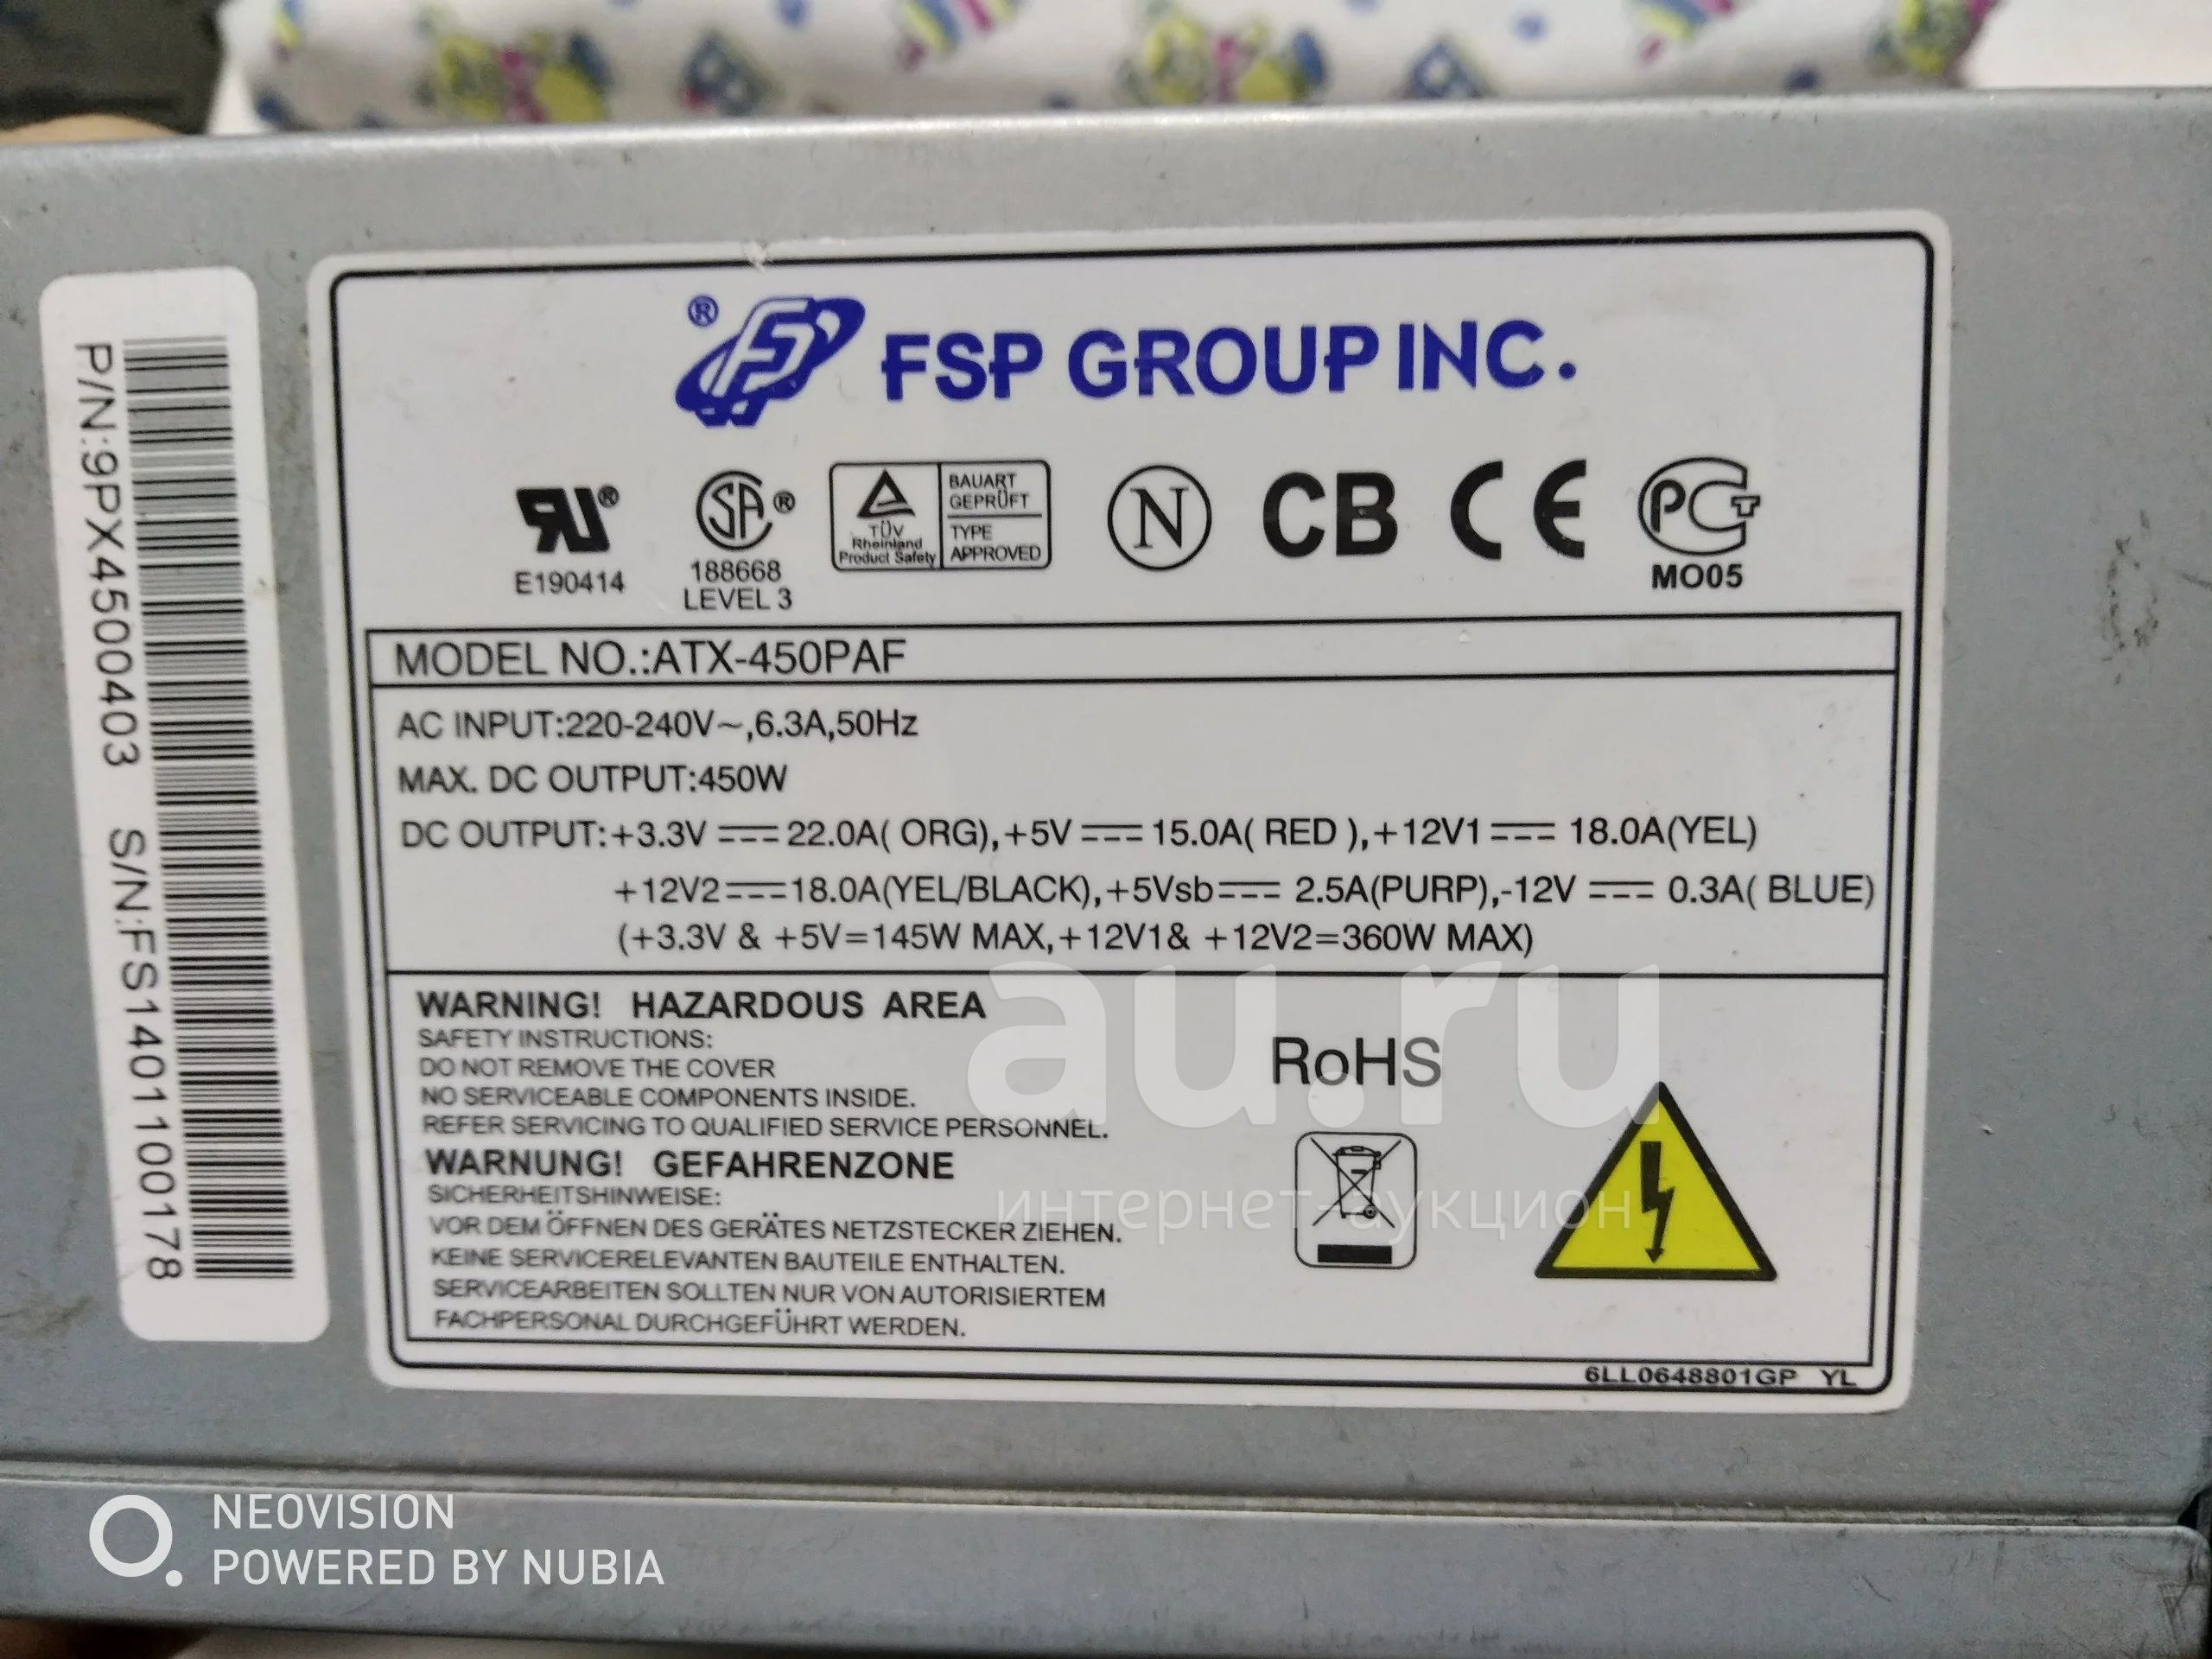 ® FSP GROUP INC.
RU® SA® TÜV Rheinland Product Safety BAUART GEPRÜFT TYPE APPROVED N CB CE PCT
E190414 188668 LEVEL 3 MO05
MODEL NO.:ATX-450PAF
AC INPUT:220-240V~,6.3A,50Hz
MAX. DC OUTPUT:450W
DC OUTPUT:+3.3V ⎓ 22.0A( ORG),+5V ⎓ 15.0A( RED ),+12V1 ⎓ 18.0A(YEL)
+12V2 ⎓ 18.0A(YEL/BLACK),+5Vsb ⎓ 2.5A(PURP),-12V ⎓ 0.3A( BLUE)
(+3.3V & +5V=145W MAX,+12V1& +12V2=360W MAX)
WARNING! HAZARDOUS AREA
SAFETY INSTRUCTIONS:
DO NOT REMOVE THE COVER
NO SERVICEABLE COMPONENTS INSIDE.
REFER SERVICING TO QUALIFIED SERVICE PERSONNEL.
WARNUNG! GEFAHRENZONE
SICHERHEITSHINWEISE:
VOR DEM ÖFFNEN DES GERÄTES NETZSTECKER ZIEHEN.
KEINE SERVICERELEVANTEN BAUTEILE ENTHALTEN.
SERVICEARBEITEN SOLLTEN NUR VON AUTORISIERTEM
FACHPERSONAL DURCHGEFÜHRT WERDEN.
RoHS
6LL0648801GP YL
P/N:9PX4500403 S/N:FS1401100178
au.ru
интернет-аукцион
NEOVISION
POWERED BY NUBIA